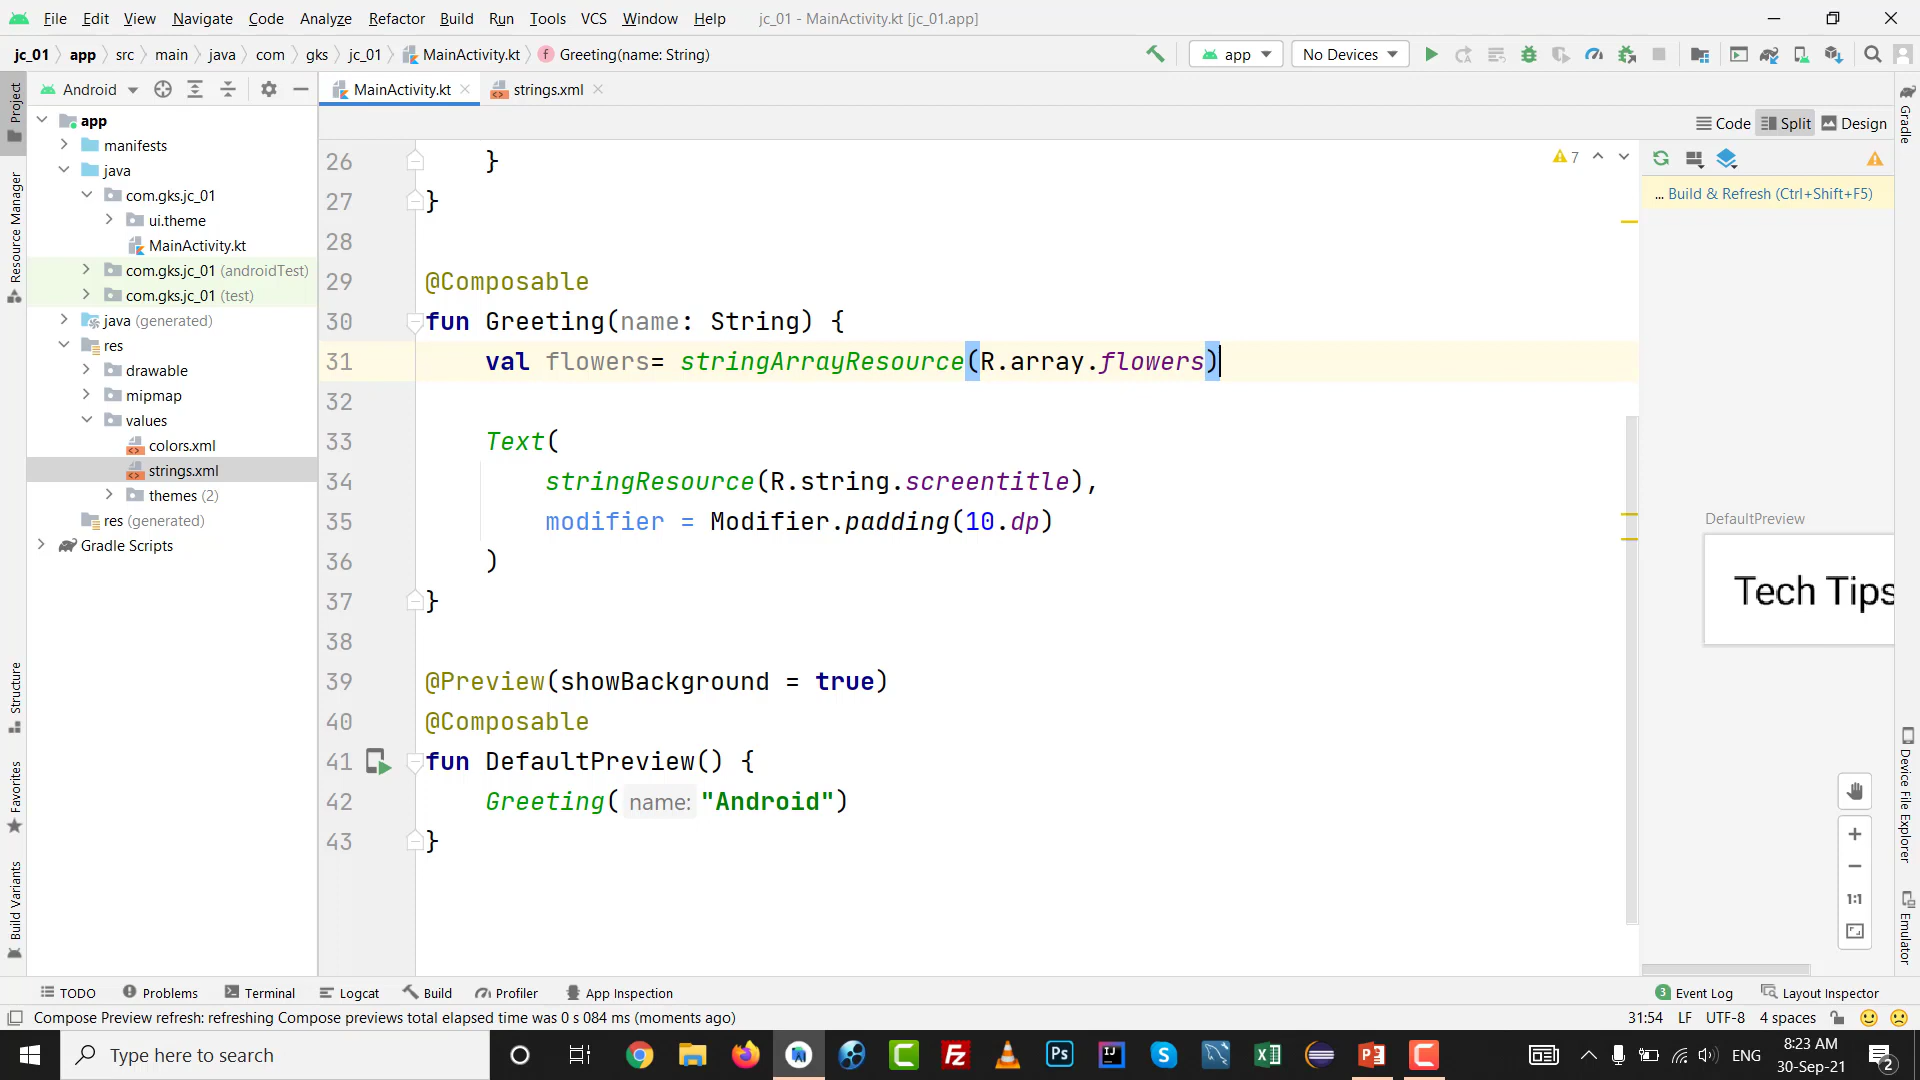 File Edit View Navigate Code Analyze Refactor Build Run Tools VCS Window Help jc_01 - MainActivity.kt [jc_01.app]
jc_01 app src main java com gks jc_01 MainActivity.kt f Greeting(name: String) app No Devices
Project Android MainActivity.kt strings.xml Gradle
Code Split Design
app
manifests
java
com.gks.jc_01
ui.theme
MainActivity.kt
com.gks.jc_01 (androidTest)
com.gks.jc_01 (test)
java (generated)
res
drawable
mipmap
values
colors.xml
strings.xml
themes (2)
res (generated)
Gradle Scripts
Resource Manager
Structure
Favorites
Build Variants
26 }
27 }
28
29 @Composable
30 fun Greeting(name: String) {
31 val flowers= stringArrayResource(R.array.flowers)
32
33 Text(
34 stringResource(R.string.screentitle),
35 modifier = Modifier.padding(10.dp)
36 )
37 }
38
39 @Preview(showBackground = true)
40 @Composable
41 fun DefaultPreview() {
42 Greeting( name: "Android")
43 }
7
... Build & Refresh (Ctrl+Shift+F5)
DefaultPreview
Tech Tips
1:1
Device File Explorer
Emulator
TODO Problems Terminal Logcat Build Profiler App Inspection 3 Event Log Layout Inspector
Compose Preview refresh: refreshing Compose previews total elapsed time was 0 s 084 ms (moments ago) 31:54 LF UTF-8 4 spaces
Type here to search Fz Ps IJ S ENG 8:23 AM
30-Sep-21 2